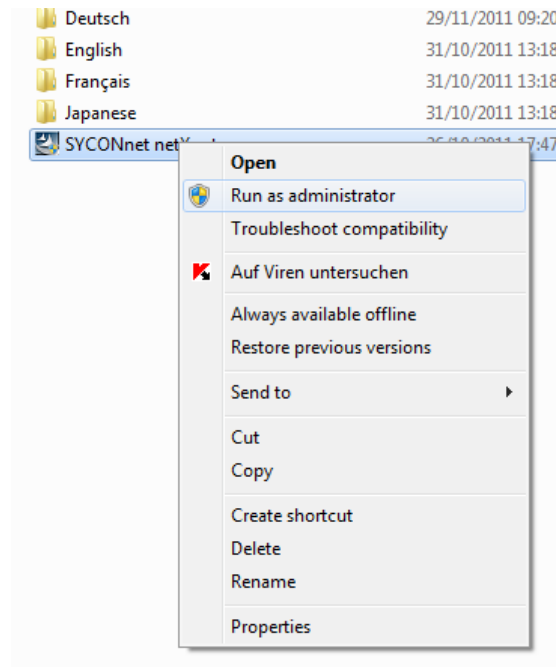 Deutsch 29/11/2011 09:20
English 31/10/2011 13:18
Français 31/10/2011 13:18
Japanese 31/10/2011 13:18
SYCONnet 17:47
Open
Run as administrator
Troubleshoot compatibility
Auf Viren untersuchen
Always available offline
Restore previous versions
Send to
Cut
Copy
Create shortcut
Delete
Rename
Properties